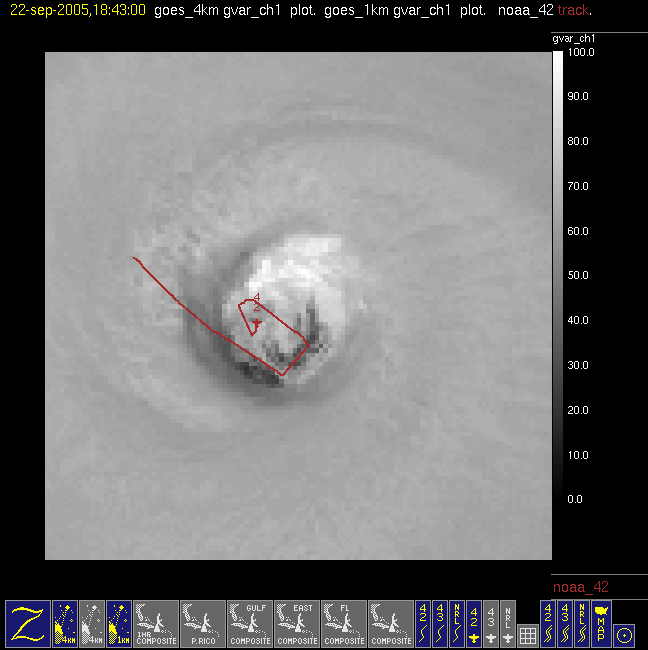 22-sep-2005,18:43:00 goes_4km gvar_ch1 plot. goes_1km gvar_ch1 plot. noaa_42 track.
gvar_ch1
100.0
90.0
80.0
70.0
60.0
50.0
40.0
30.0
20.0
10.0
0.0
4
2
noaa_42
Z
4KM
4KM
1KM
1HR COMPOSITE
P.RICO
GULF COMPOSITE
EAST COMPOSITE
FL COMPOSITE
COMPOSITE
42
43
NRL
42
43
NRL
42
43
NRL
MAP